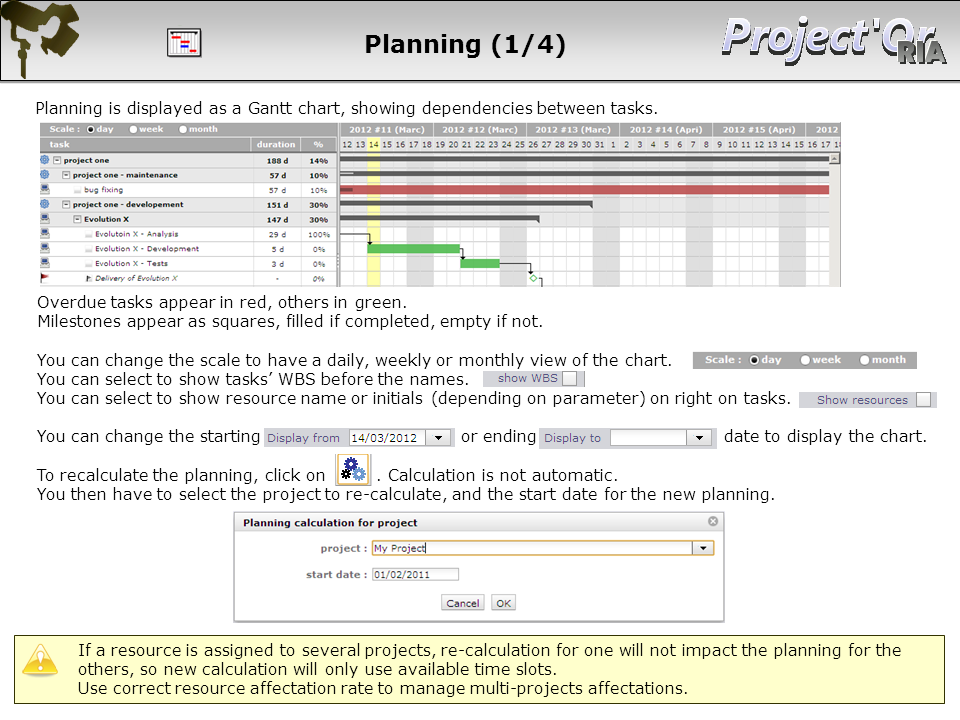 Planning (1/4)
Project'Or
RIA
Planning is displayed as a Gantt chart, showing dependencies between tasks.
Scale : day week month 2012 #11 (Marc) 2012 #12 (Marc) 2012 #13 (Marc) 2012 #14 (Apri) 2012 #15 (Apri) 2012
task duration % 12 13 14 15 16 17 18 19 20 21 22 23 24 25 26 27 28 29 30 31 1 2 3 4 5 6 7 8 9 10 11 12 13 14 15 16 17 18
project one 188 d 14%
project one - maintenance 57 d 10%
bug fixing 57 d 10%
project one - developement 151 d 30%
Evolution X 147 d 30%
Evolutoin X - Analysis 29 d 100%
Evolution X - Development 5 d 0%
Evolution X - Tests 3 d 0%
Delivery of Evolution X - 0%
Overdue tasks appear in red, others in green.
Milestones appear as squares, filled if completed, empty if not.
You can change the scale to have a daily, weekly or monthly view of the chart. Scale : day week month
You can select to show tasks’ WBS before the names. show WBS
You can select to show resource name or initials (depending on parameter) on right on tasks. Show resources
You can change the starting Display from 14/03/2012 or ending Display to date to display the chart.
To recalculate the planning, click on . Calculation is not automatic.
You then have to select the project to re-calculate, and the start date for the new planning.
Planning calculation for project
project : My Project
start date : 01/02/2011
Cancel OK
If a resource is assigned to several projects, re-calculation for one will not impact the planning for the
others, so new calculation will only use available time slots.
Use correct resource affectation rate to manage multi-projects affectations.